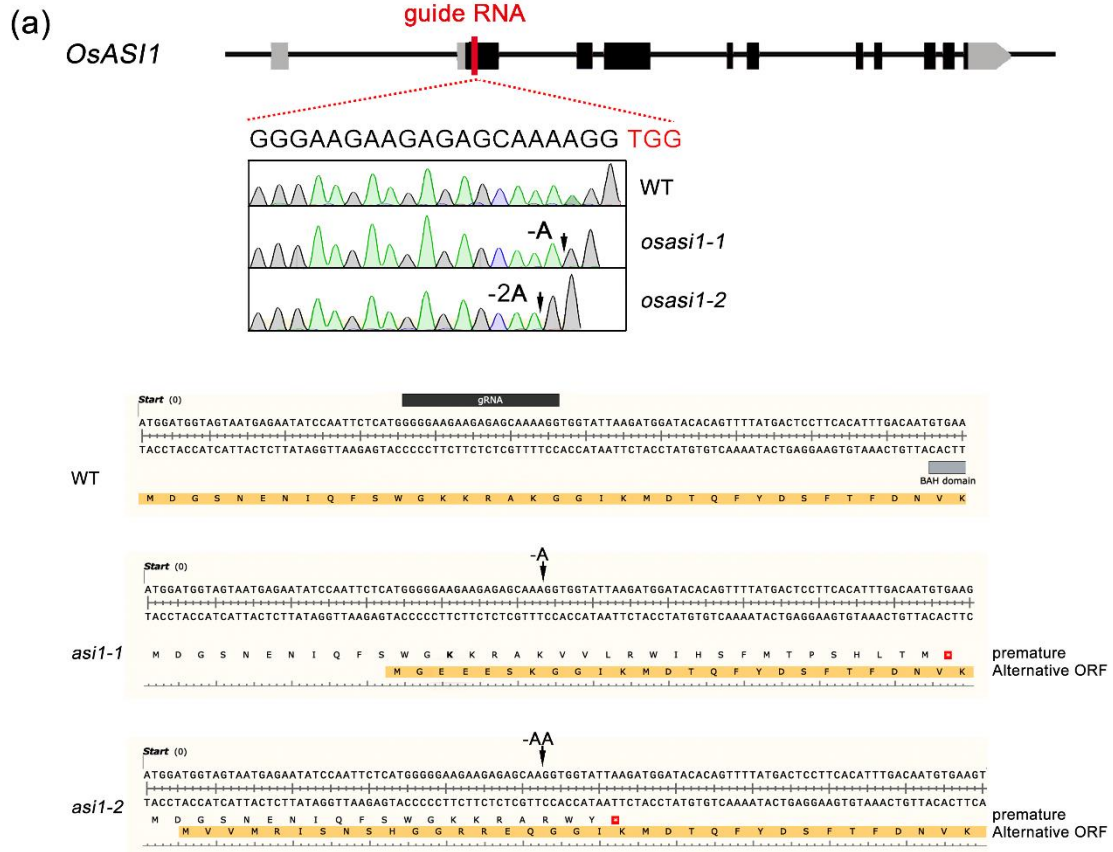 (a)
guide RNA
OsASI1
GGGAAGAAGAGAGCAAAAGG TGG
WT
-A
osasi1-1
-2A
osasi1-2
Start (0)
gRNA
ATGGATGGTAGTAATGAGAATATCCAATTCTCATGGGGGAAGAAGAGAGCAAAAGGTGGTATTAAGATGGATACACAGTTTTATGACTCCTTCACATTTGACAATGTGAA
TACCTACCATCATTACTCTTATAGGTTAAGAGTACCCCCTTCTTCTCTCGTTTTCCACCATAATTCTACCTATGTGTCAAAATACTGAGGAAGTGTAAACTGTTACACTT
WT
BAH domain
M D G S N E N I Q F S W G K K R A K G G I K M D T Q F Y D S F T F D N V K
-A
Start (0)
ATGGATGGTAGTAATGAGAATATCCAATTCTCATGGGGGAAGAAGAGAGCAAAGGTGGTATTAAGATGGATACACAGTTTTATGACTCCTTCACATTTGACAATGTGAAG
TACCTACCATCATTACTCTTATAGGTTAAGAGTACCCCCTTCTTCTCTCGTTTCCACCATAATTCTACCTATGTGTCAAAATACTGAGGAAGTGTAAACTGTTACACTTC
asi1-1 M D G S N E N I Q F S W G K K R A K V V L R W I H S F M T P S H L T M * premature
M G E E E S K G G I K M D T Q F Y D S F T F D N V K Alternative ORF
-AA
Start (0)
ATGGATGGTAGTAATGAGAATATCCAATTCTCATGGGGGAAGAAGAGAGCAAGGTGGTATTAAGATGGATACACAGTTTTATGACTCCTTCACATTTGACAATGTGAAGT
TACCTACCATCATTACTCTTATAGGTTAAGAGTACCCCCTTCTTCTCTCGTTCCACCATAATTCTACCTATGTGTCAAAATACTGAGGAAGTGTAAACTGTTACACTTCA
asi1-2 M D G S N E N I Q F S W G K K R A R W Y * premature
M V V M R I S N S H G G R R E Q G G I K M D T Q F Y D S F T F D N V K Alternative ORF